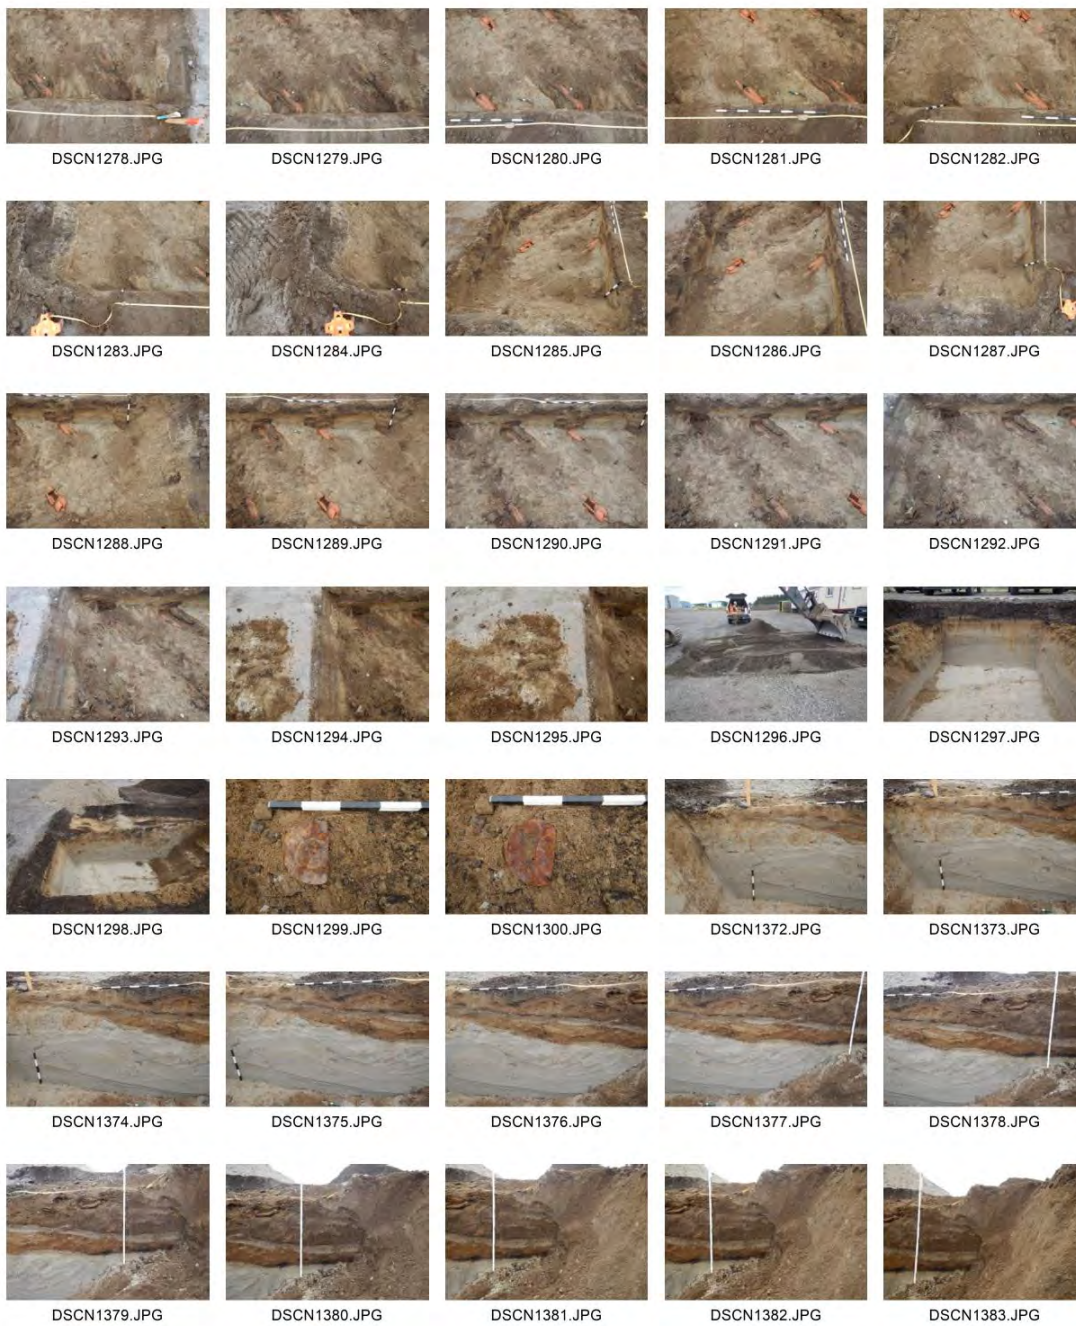 DSCN1278.JPG DSCN1279.JPG DSCN1280.JPG DSCN1281.JPG DSCN1282.JPG
DSCN1283.JPG DSCN1284.JPG DSCN1285.JPG DSCN1286.JPG DSCN1287.JPG
DSCN1288.JPG DSCN1289.JPG DSCN1290.JPG DSCN1291.JPG DSCN1292.JPG
DSCN1293.JPG DSCN1294.JPG DSCN1295.JPG DSCN1296.JPG DSCN1297.JPG
DSCN1298.JPG DSCN1299.JPG DSCN1300.JPG DSCN1372.JPG DSCN1373.JPG
DSCN1374.JPG DSCN1375.JPG DSCN1376.JPG DSCN1377.JPG DSCN1378.JPG
DSCN1379.JPG DSCN1380.JPG DSCN1381.JPG DSCN1382.JPG DSCN1383.JPG